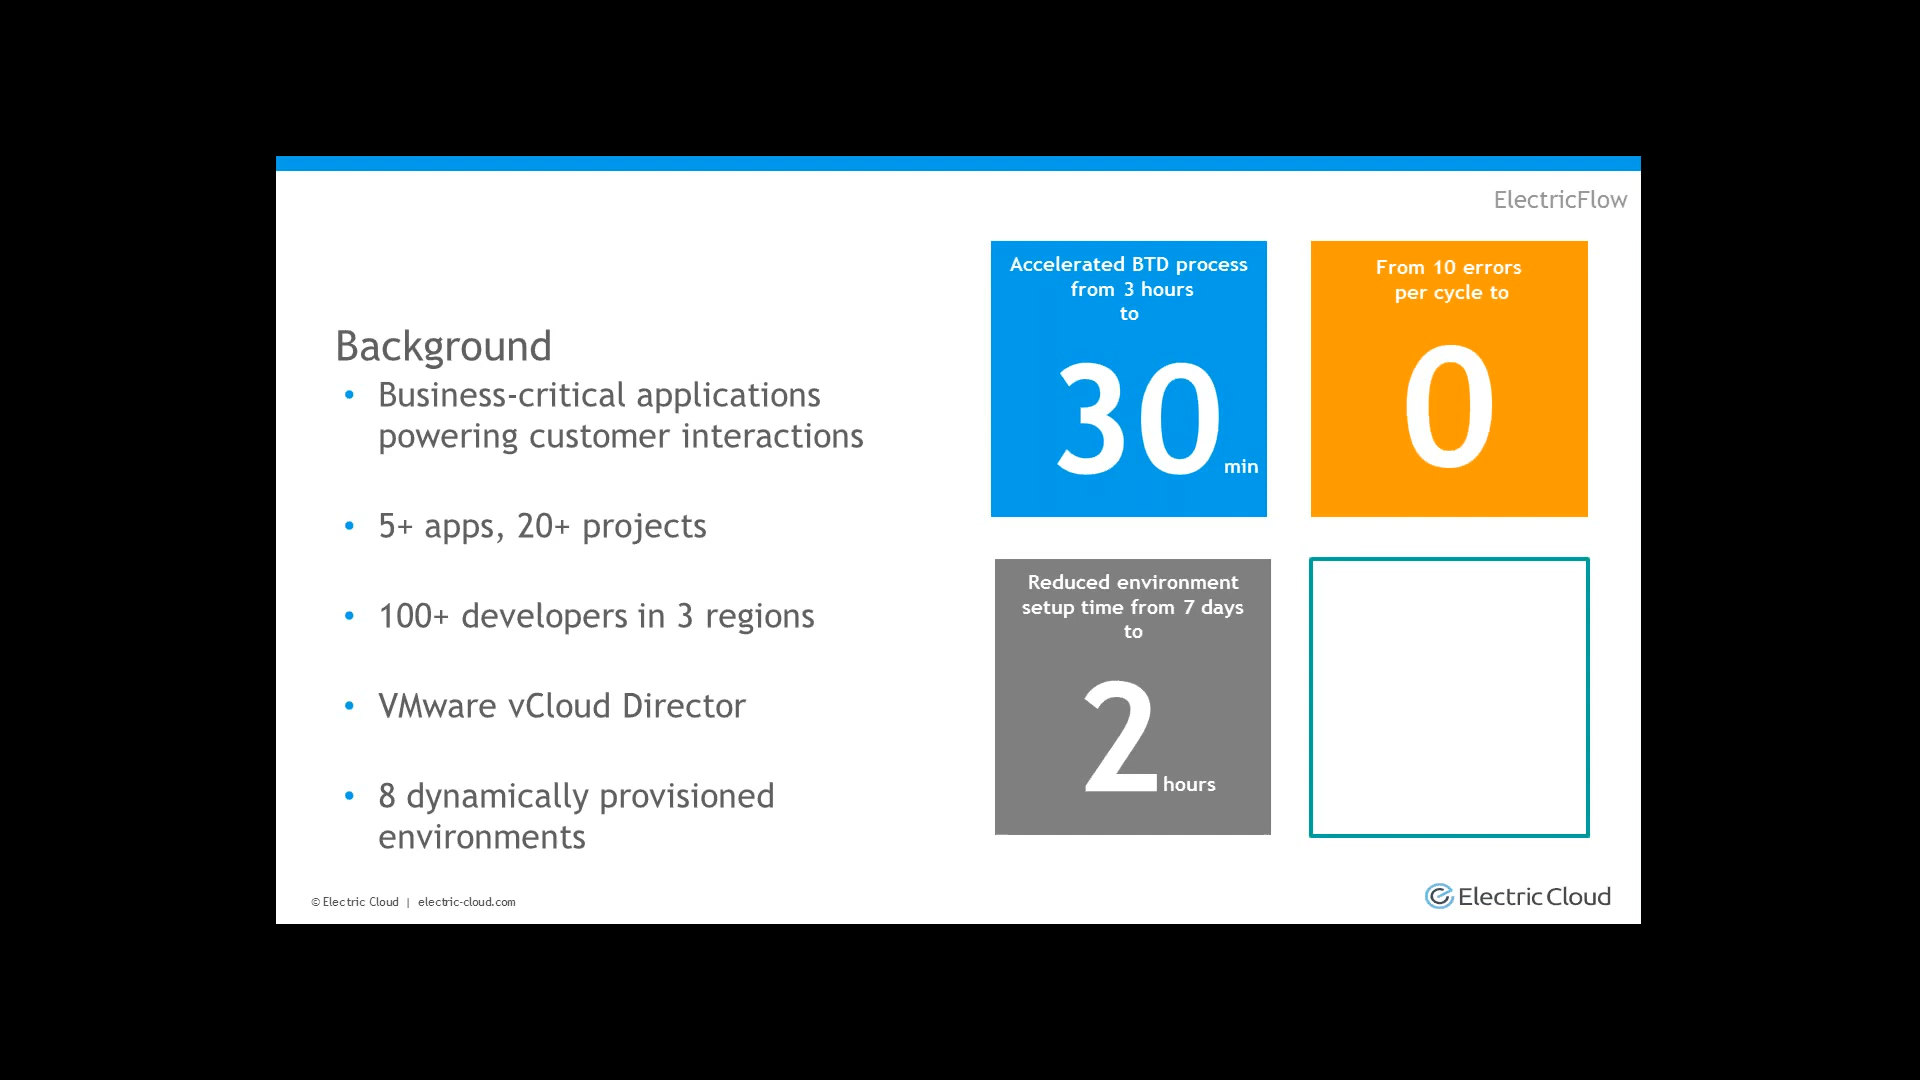 ElectricFlow
Background
• Business-critical applications
powering customer interactions
• 5+ apps, 20+ projects
• 100+ developers in 3 regions
• VMware vCloud Director
• 8 dynamically provisioned
environments
Accelerated BTD process
from 3 hours
to
30 min
From 10 errors
per cycle to
0
Reduced environment
setup time from 7 days
to
2 hours
© Electric Cloud | electric-cloud.com
Electric Cloud